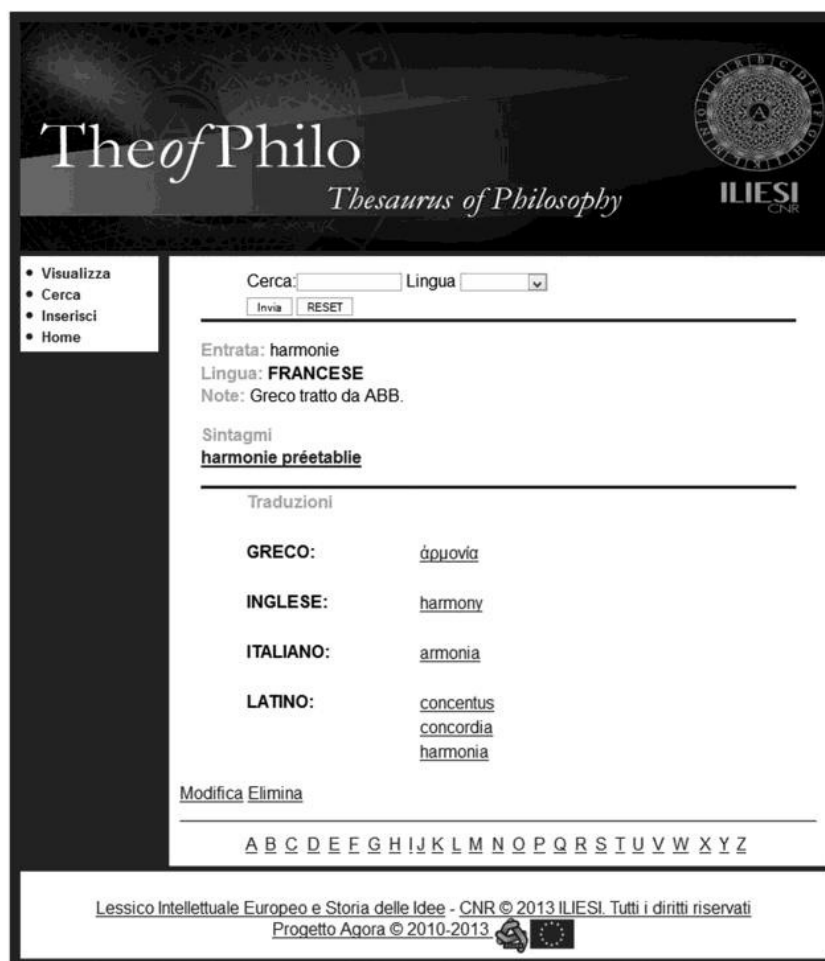 Theof Philo
Thesaurus of Philosophy
ILIESI
CNR
• Visualizza
• Cerca
• Inserisci
• Home
Cerca: Lingua
Invia RESET
Entrata: harmonie
Lingua: FRANCESE
Note: Greco tratto da ABB.
Sintagmi
harmonie préetablie
Traduzioni
GRECO: ἁρμονία
INGLESE: harmony
ITALIANO: armonia
LATINO: concentus
concordia
harmonia
Modifica Elimina
A B C D E F G H I J K L M N O P Q R S T U V W X Y Z
Lessico Intellettuale Europeo e Storia delle Idee - CNR © 2013 ILIESI. Tutti i diritti riservati
Progetto Agora © 2010-2013